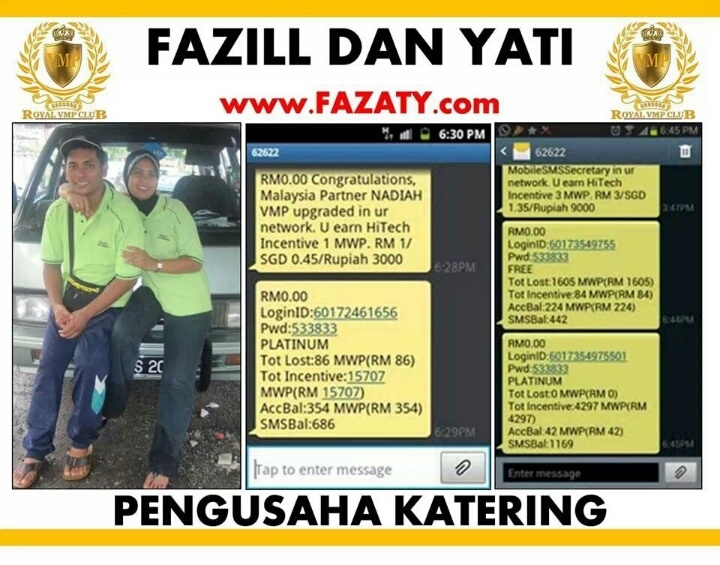 FAZILL DAN YATI
www.FAZATY.com
VMP
ROYAL VMP CLUB
VMP
ROYAL VMP CLUB
S 20
6:30 PM
62622
RM0.00 Congratulations,
Malaysia Partner NADIAH
VMP upgraded in ur
network. U earn HiTech
Incentive 1 MWP. RM 1/
SGD 0.45/Rupiah 3000
6:28PM
RM0.00
LoginID:60172461656
Pwd:533833
PLATINUM
Tot Lost:86 MWP(RM 86)
Tot Incentive:15707
MWP(RM 15707)
AccBal:354 MWP(RM 354)
SMSBal:686
6:29PM
Tap to enter message
6:45 PM
62622
MobileSMSSecretary in ur
network. U earn HiTech
Incentive 3 MWP. RM 3/SGD
1.35/Rupiah 9000
3:47PM
RM0.00
LoginID:60173549755
Pwd:533833
FREE
Tot Lost:1605 MWP(RM 1605)
Tot Incentive:84 MWP(RM 84)
AccBal:224 MWP(RM 224)
SMSBal:442
6:44PM
RM0.00
LoginID:6017354975501
Pwd:533833
PLATINUM
Tot Lost:0 MWP(RM 0)
Tot Incentive:4297 MWP(RM
4297)
AccBal:42 MWP(RM 42)
SMSBal:1169
6:45PM
Enter message
PENGUSAHA KATERING